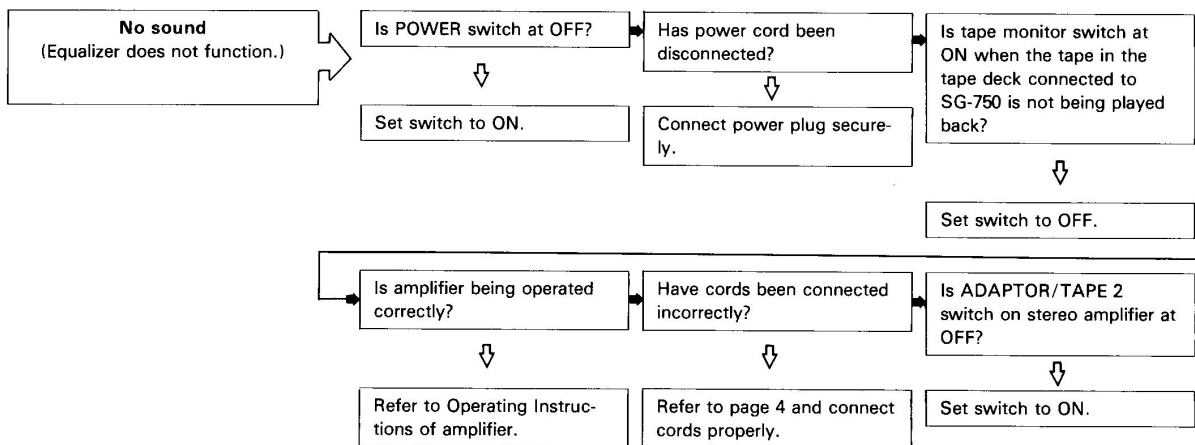 No sound
(Equalizer does not function.)
Is POWER switch at OFF?
Set switch to ON.
Has power cord been
disconnected?
Connect power plug secure-
ly.
Is tape monitor switch at
ON when the tape in the
tape deck connected to
SG-750 is not being played
back?
Set switch to OFF.
Is amplifier being operated
correctly?
Refer to Operating Instruc-
tions of amplifier.
Have cords been connected
incorrectly?
Refer to page 4 and connect
cords properly.
Is ADAPTOR/TAPE 2
switch on stereo amplifier at
OFF?
Set switch to ON.